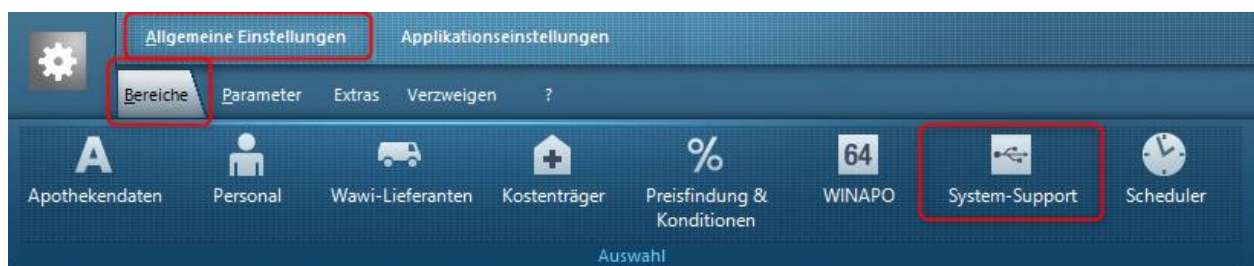 Allgemeine Einstellungen Applikationseinstellungen
Bereiche Parameter Extras Verzweigen ?
A % 64
Apothekendaten Personal Wawi-Lieferanten Kostenträger Preisfindung & Konditionen WINAPO System-Support Scheduler
Auswahl